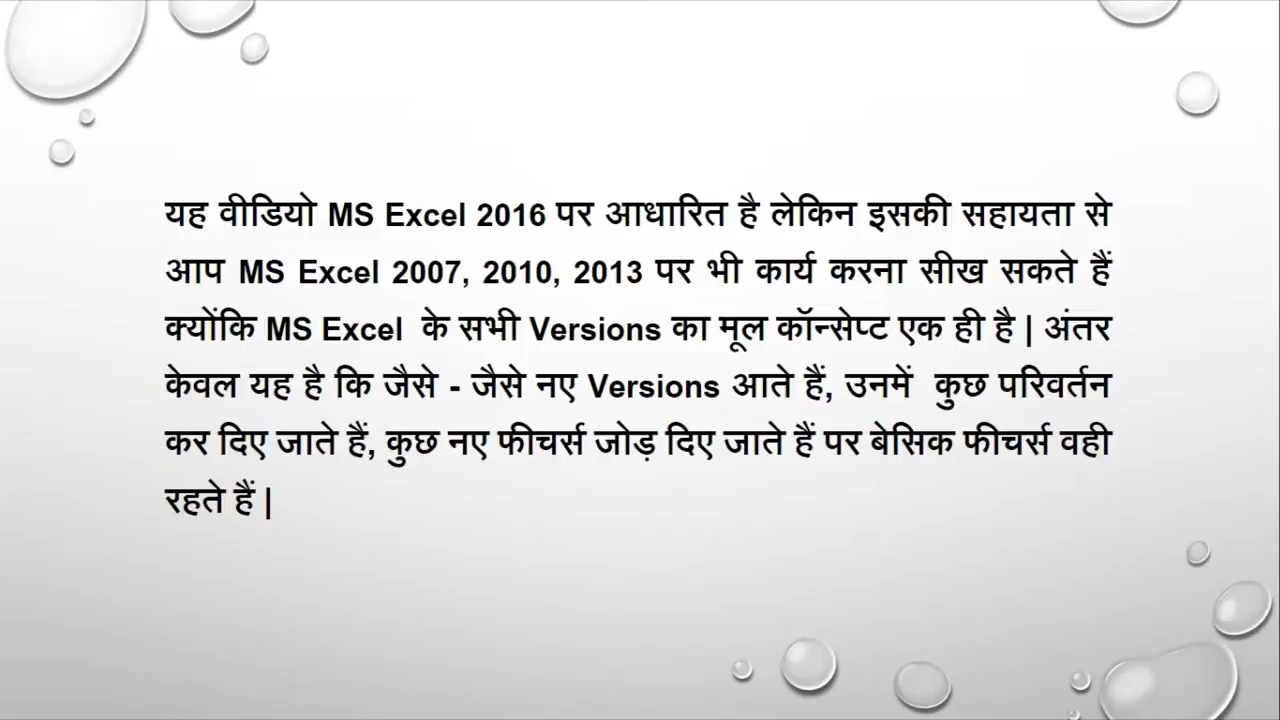 यह वीडियो MS Excel 2016 पर आधारित है लेकिन इसकी सहायता से
आप MS Excel 2007, 2010, 2013 पर भी कार्य करना सीख सकते हैं
क्योंकि MS Excel के सभी Versions का मूल कॉन्सेप्ट एक ही है | अंतर
केवल यह है कि जैसे - जैसे नए Versions आते हैं, उनमें कुछ परिवर्तन
कर दिए जाते हैं, कुछ नए फीचर्स जोड़ दिए जाते हैं पर बेसिक फीचर्स वही
रहते हैं |